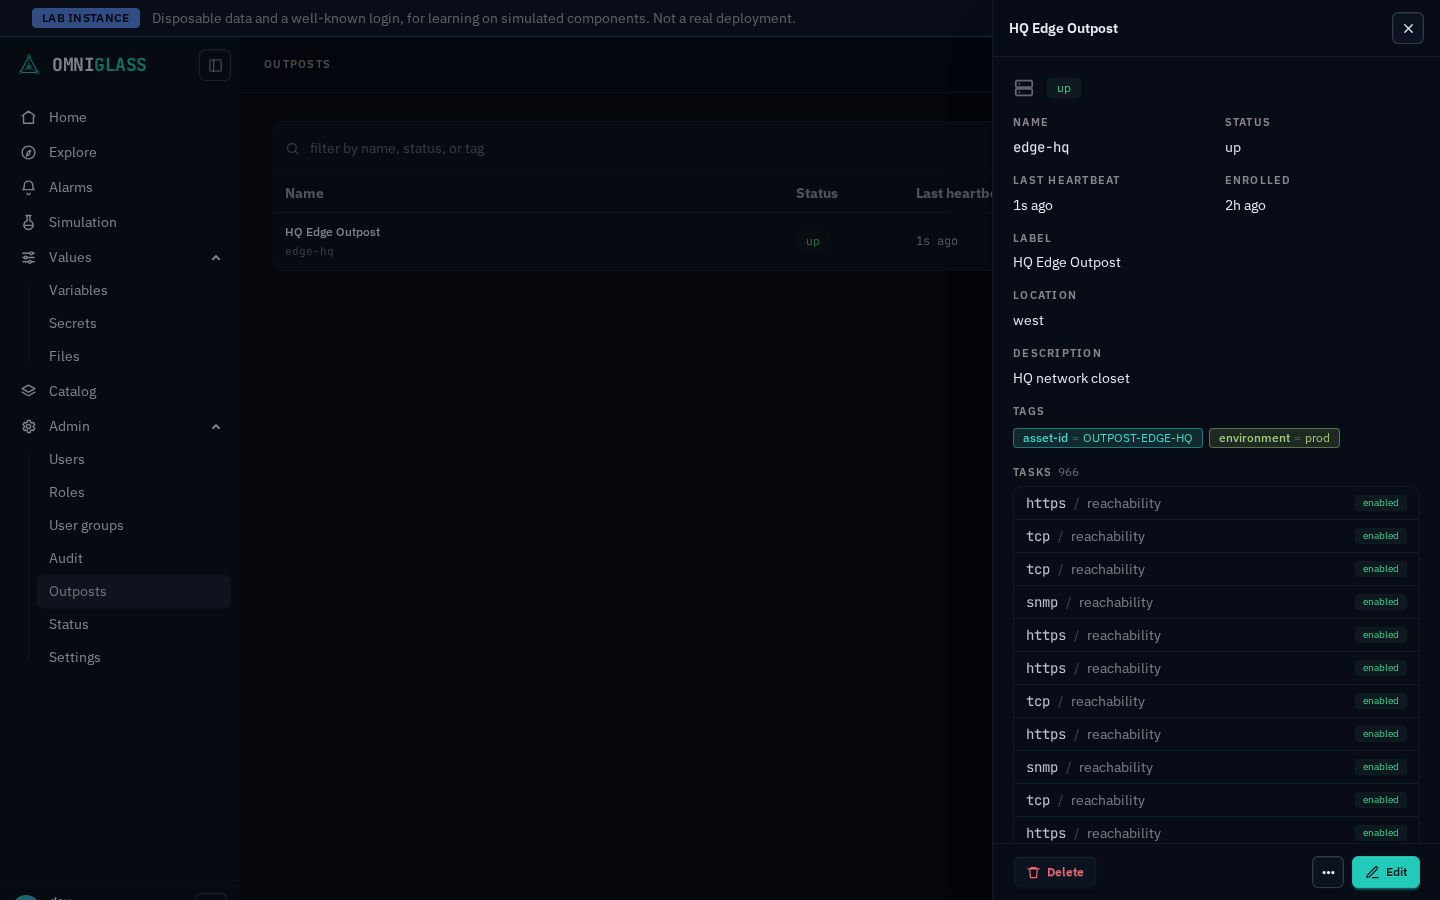 LAB INSTANCE Disposable data and a well-known login, for learning on simulated components. Not a real deployment.
OMNIGLASS
Home
Explore
Alarms
Simulation
Values
Variables
Secrets
Files
Catalog
Admin
Users
Roles
User groups
Audit
Outposts
Status
Settings
OUTPOSTS
filter by name, status, or tag
Name Status Last heartbe
HQ Edge Outpost
edge-hq
up 1s ago
HQ Edge Outpost
up
NAME STATUS
edge-hq up
LAST HEARTBEAT ENROLLED
1s ago 2h ago
LABEL
HQ Edge Outpost
LOCATION
west
DESCRIPTION
HQ network closet
TAGS
asset-id = OUTPOST-EDGE-HQ environment = prod
TASKS 966
https / reachability enabled
tcp / reachability enabled
tcp / reachability enabled
snmp / reachability enabled
https / reachability enabled
https / reachability enabled
tcp / reachability enabled
https / reachability enabled
snmp / reachability enabled
tcp / reachability enabled
https / reachability enabled
Delete ••• Edit